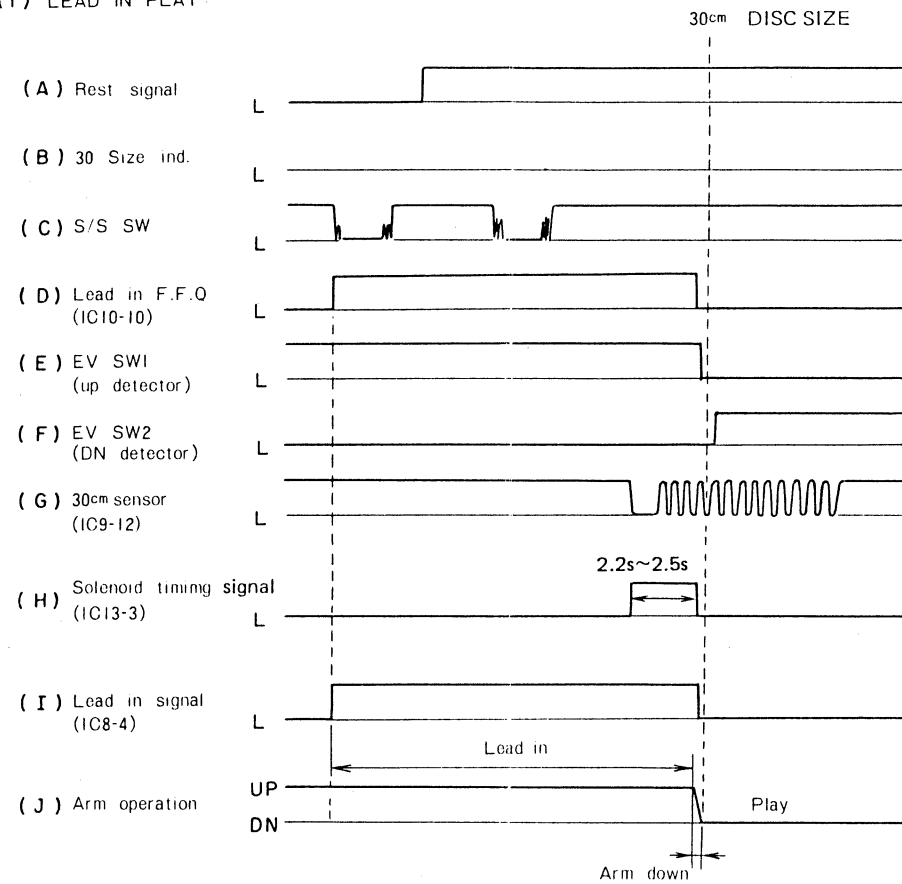 LEAD IN PLAY
30cm DISC SIZE
(A) Rest signal
L
(B) 30 Size ind.
L
(C) S/S SW
L
(D) Lead in F.F.Q
(IC10-10)
L
(E) EV SW1
(up detector)
L
(F) EV SW2
(DN detector)
L
(G) 30cm sensor
(IC9-12)
L
2.2s~2.5s
(H) Solenoid timimg signal
(IC13-3)
L
(I) Lead in signal
(IC8-4)
L
Lead in
UP
(J) Arm operation
Play
DN
Arm down